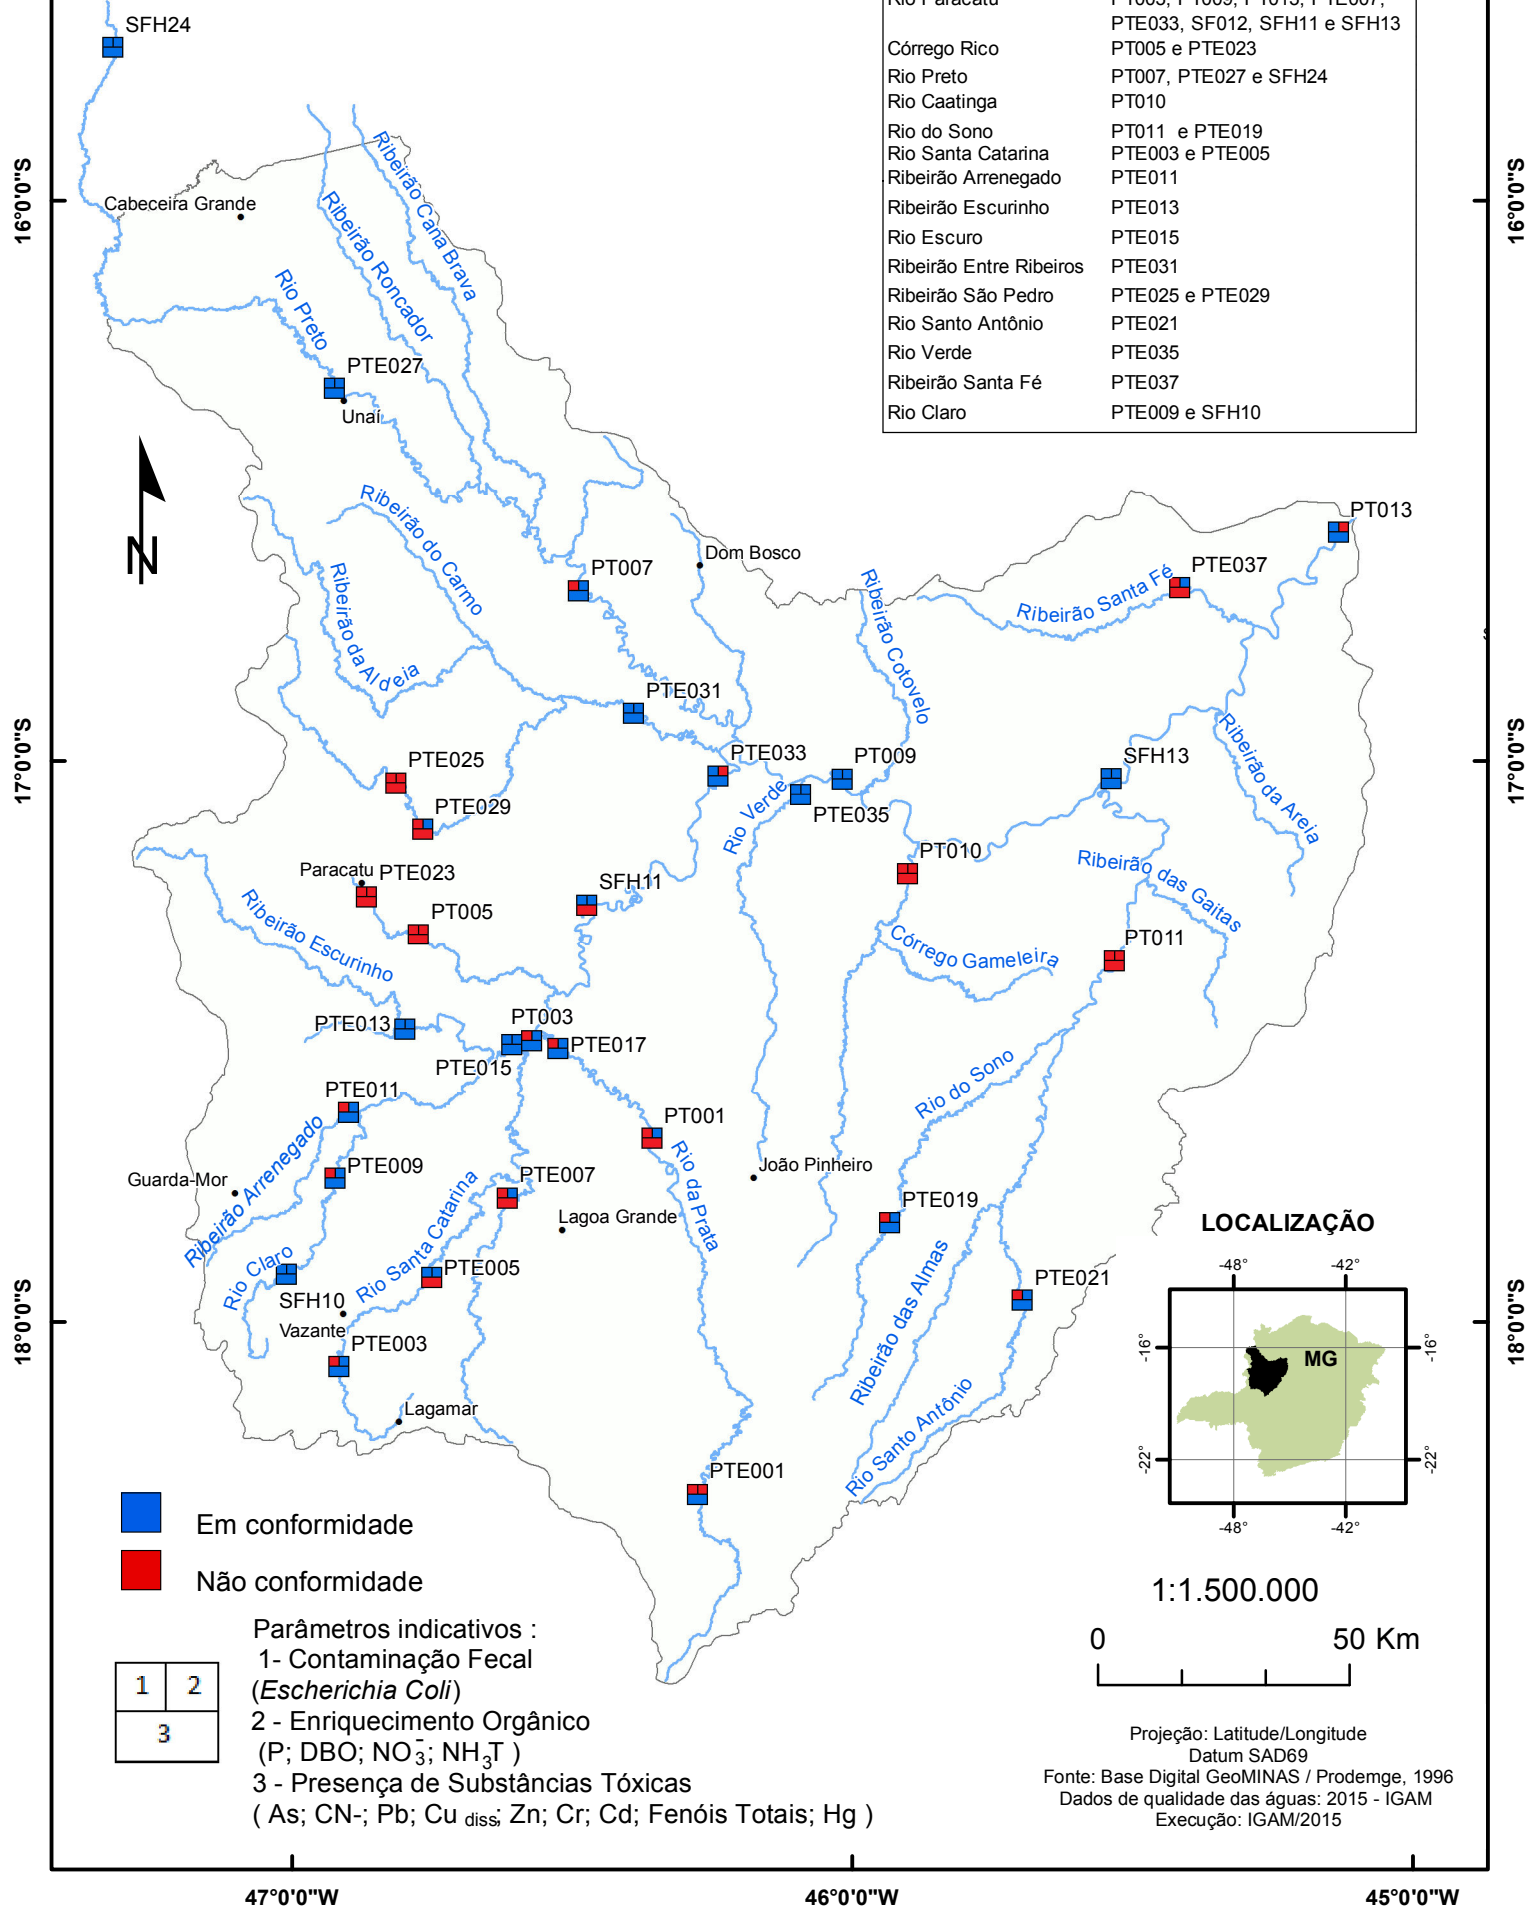 Rio Paracatu PT003, PT009, PT013, PTE007,
PTE033, SF012, SFH11 e SFH13
Córrego Rico PT005 e PTE023
Rio Preto PT007, PTE027 e SFH24
Rio Caatinga PT010
Rio do Sono PT011 e PTE019
Rio Santa Catarina PTE003 e PTE005
Ribeirão Arrenegado PTE011
Ribeirão Escurinho PTE013
Rio Escuro PTE015
Ribeirão Entre Ribeiros PTE031
Ribeirão São Pedro PTE025 e PTE029
Rio Santo Antônio PTE021
Rio Verde PTE035
Ribeirão Santa Fé PTE037
Rio Claro PTE009 e SFH10
SFH24
16°0'0"S
16°0'0"S
Cabeceira Grande
Ribeirão Cana Brava
Ribeirão Roncador
Rio Preto
PTE027
Unaí
N
Ribeirão do Carmo
Ribeirão da Aldeia
PT007
Dom Bosco
PT013
PTE037
Ribeirão Santa Fé
Ribeirão Cotovelo
PTE031
17°0'0"S
17°0'0"S
PTE025
PTE033
PT009
SFH13
Ribeirão da Areia
PTE029
Rio Verde
PTE035
Paracatu
PTE023
PT010
Ribeirão das Gaitas
SFH11
PT005
Ribeirão Escurinho
Córrego Gameleira
PT011
PTE013
PT003
PTE015
PTE017
Rio do Sono
PTE011
PT001
Ribeirão Arrenegado
Rio da Prata
PTE009
Guarda-Mor
PTE007
João Pinheiro
Rio Santa Catarina
Lagoa Grande
PTE019
Rio Claro
PTE005
Ribeirão das Almas
PTE021
SFH10
Vazante
PTE003
18°0'0"S
18°0'0"S
Lagamar
Rio Santo Antônio
PTE001
LOCALIZAÇÃO
-48° -42°
-16° -16°
MG
-22° -22°
-48° -42°
Em conformidade
Não conformidade
1:1.500.000
0 50 Km
Parâmetros indicativos :
1- Contaminação Fecal
(Escherichia Coli)
2 - Enriquecimento Orgânico
(P; DBO; NO₃⁻; NH₃T )
3 - Presença de Substâncias Tóxicas
( As; CN-; Pb; Cu diss; Zn; Cr; Cd; Fenóis Totais; Hg )
1 2
3
Projeção: Latitude/Longitude
Datum SAD69
Fonte: Base Digital GeoMINAS / Prodemge, 1996
Dados de qualidade das águas: 2015 - IGAM
Execução: IGAM/2015
47°0'0"W 46°0'0"W 45°0'0"W